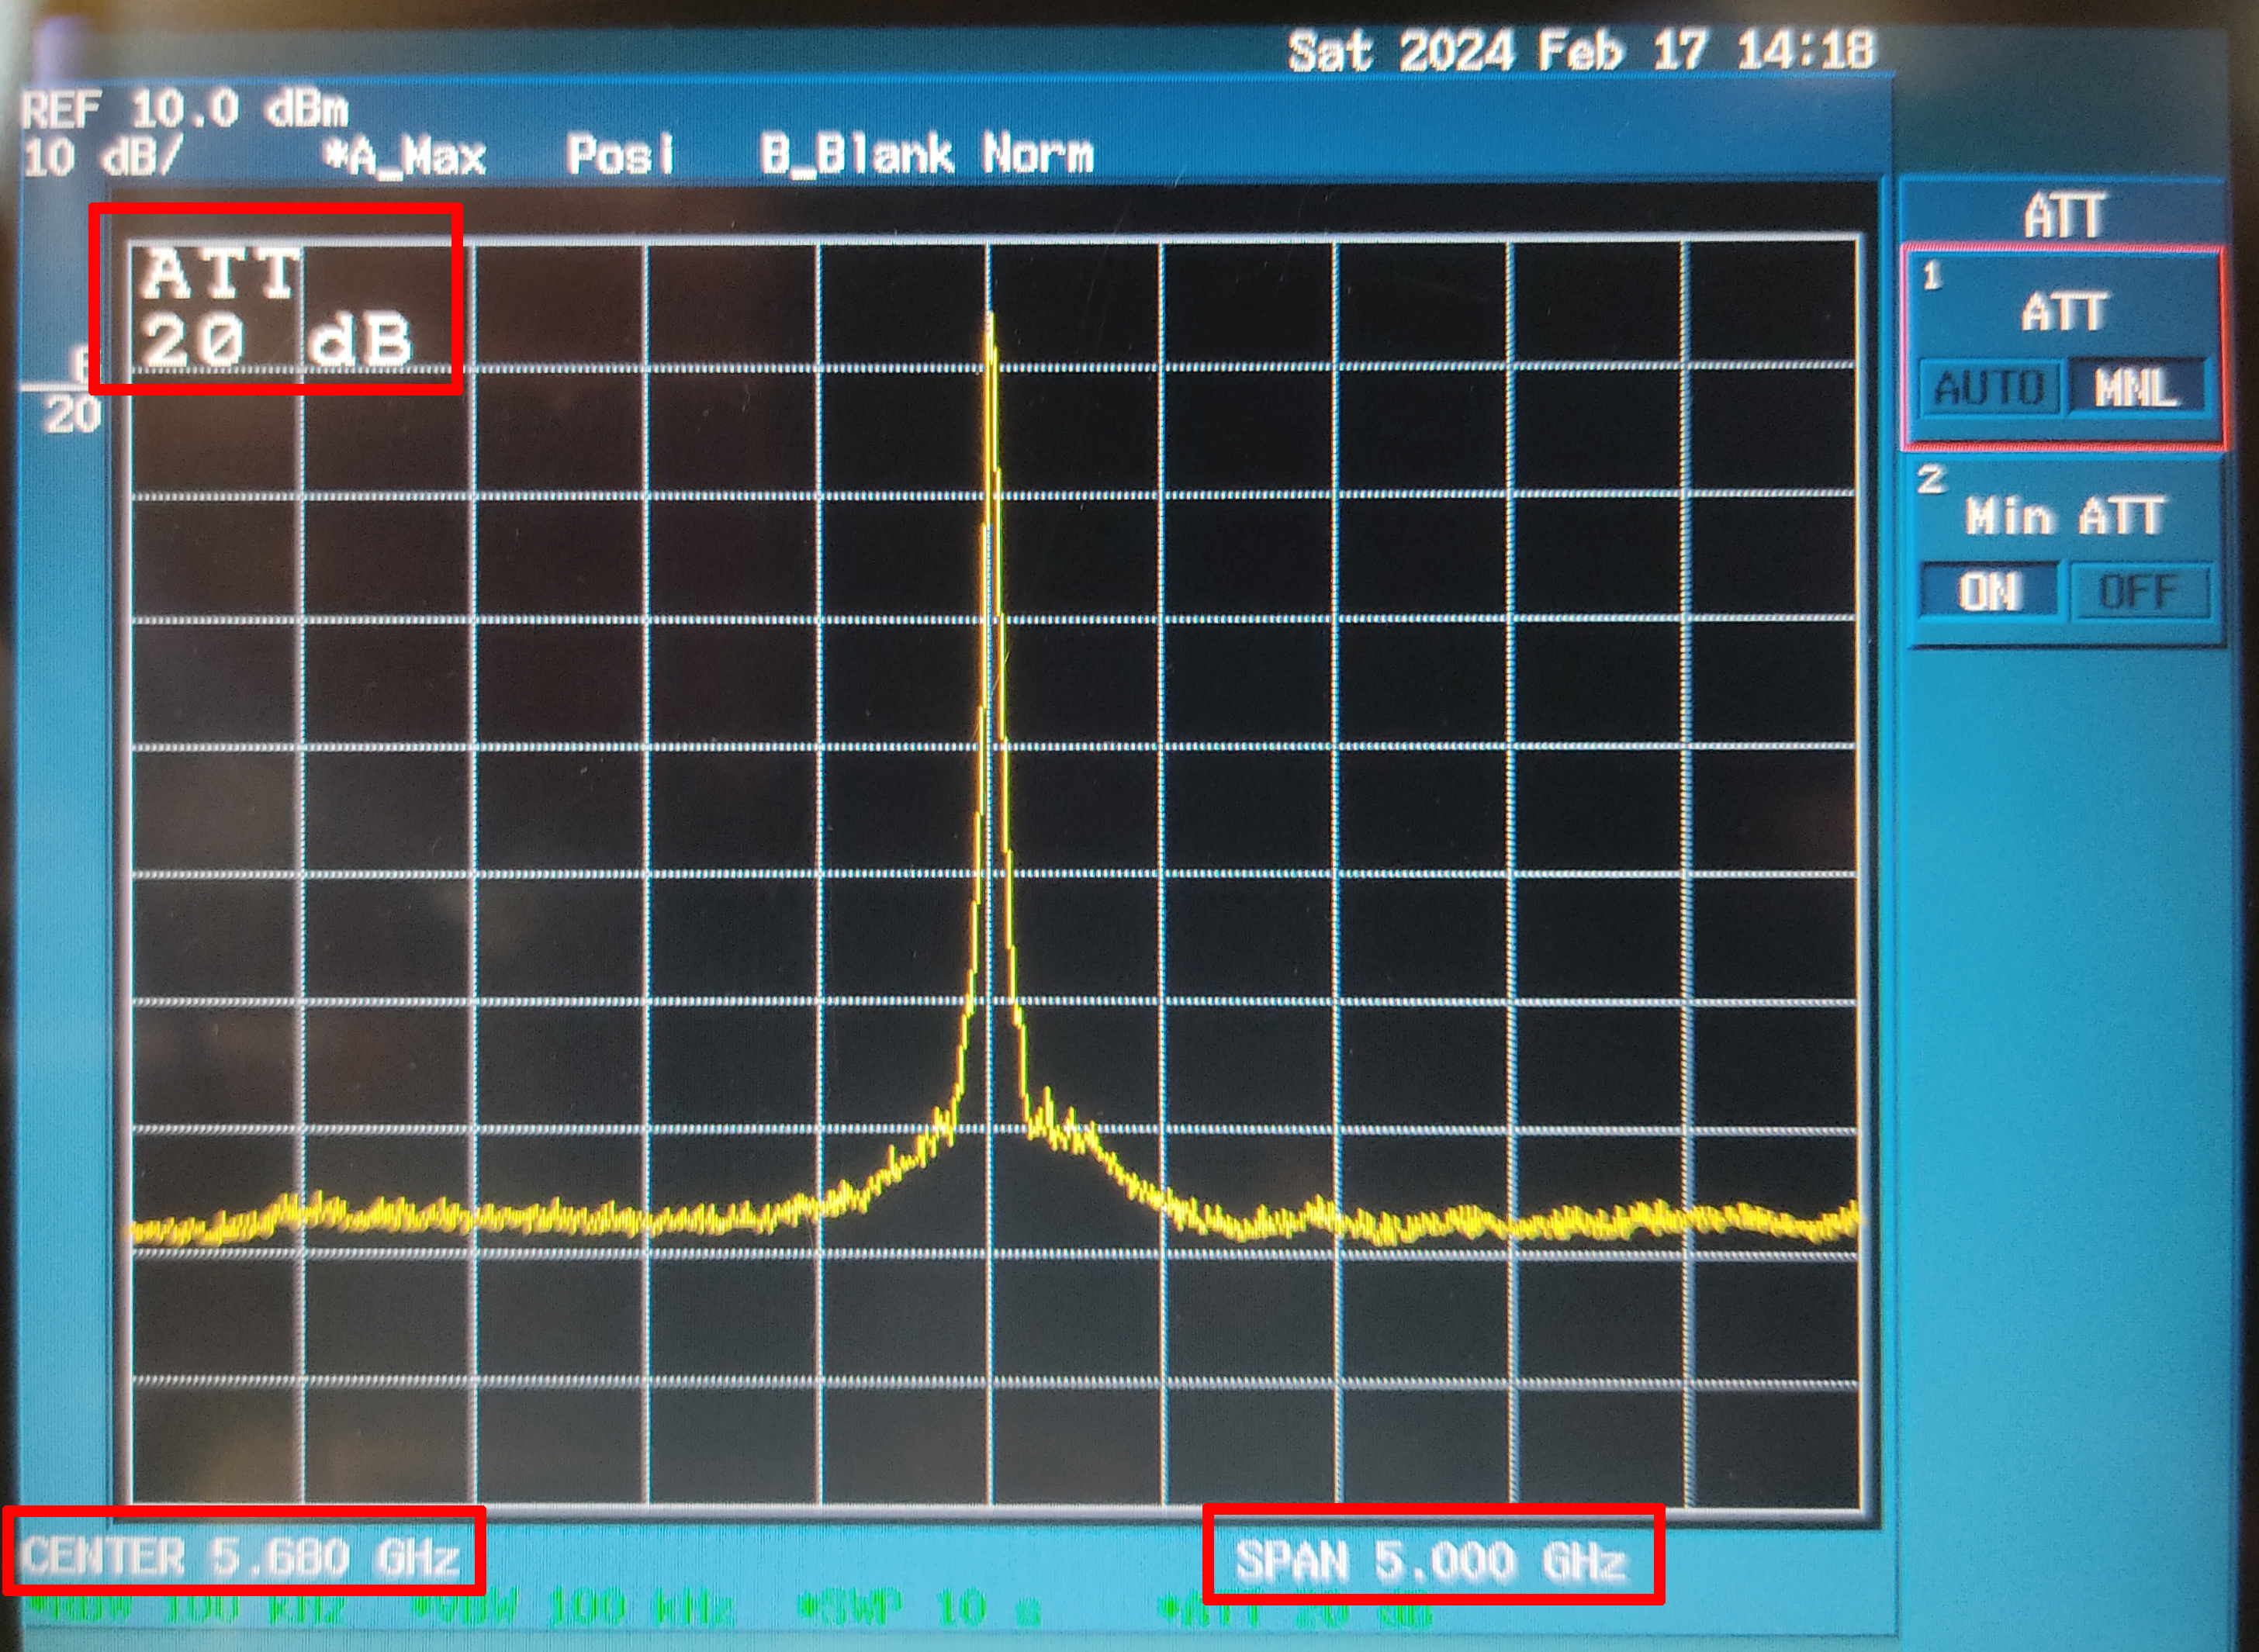 Sat 2024 Feb 17 14:18
REF 10.0 dBm
10 dB/ *A_Max Posi B_Blank Norm
ATT
20 dB
20
ATT
1
ATT
AUTO MNL
2
Min ATT
ON OFF
CENTER 5.680 GHz SPAN 5.000 GHz
*RBW 100 kHz *VBW 100 kHz *SWP 10 s *ATT 20 dB